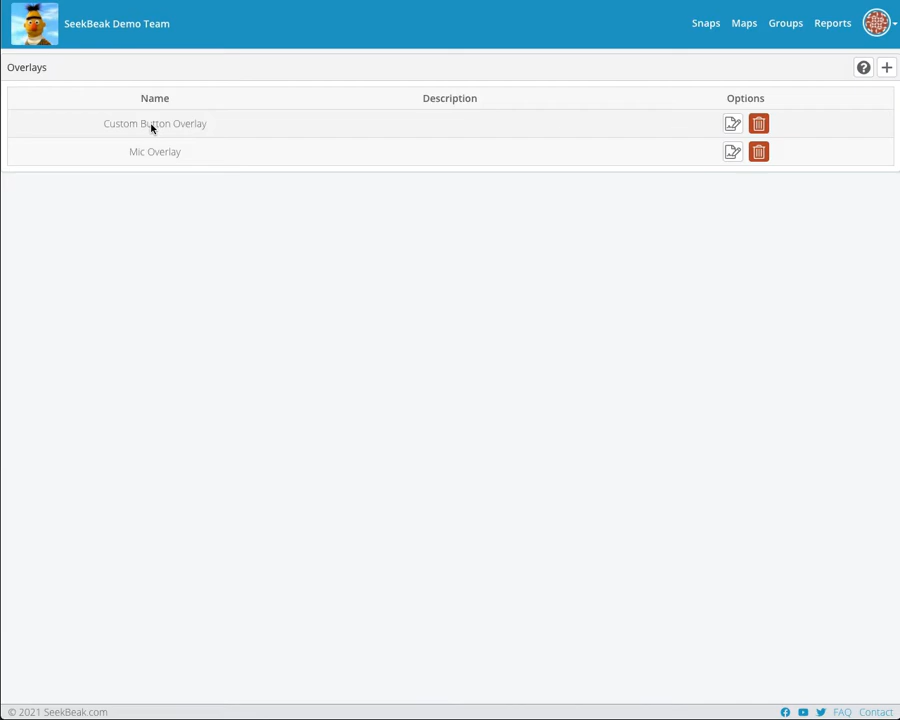 SeekBeak Demo Team
Snaps Maps Groups Reports
Overlays
Name Description Options
Custom Button Overlay
Mic Overlay
© 2021 SeekBeak.com FAQ Contact